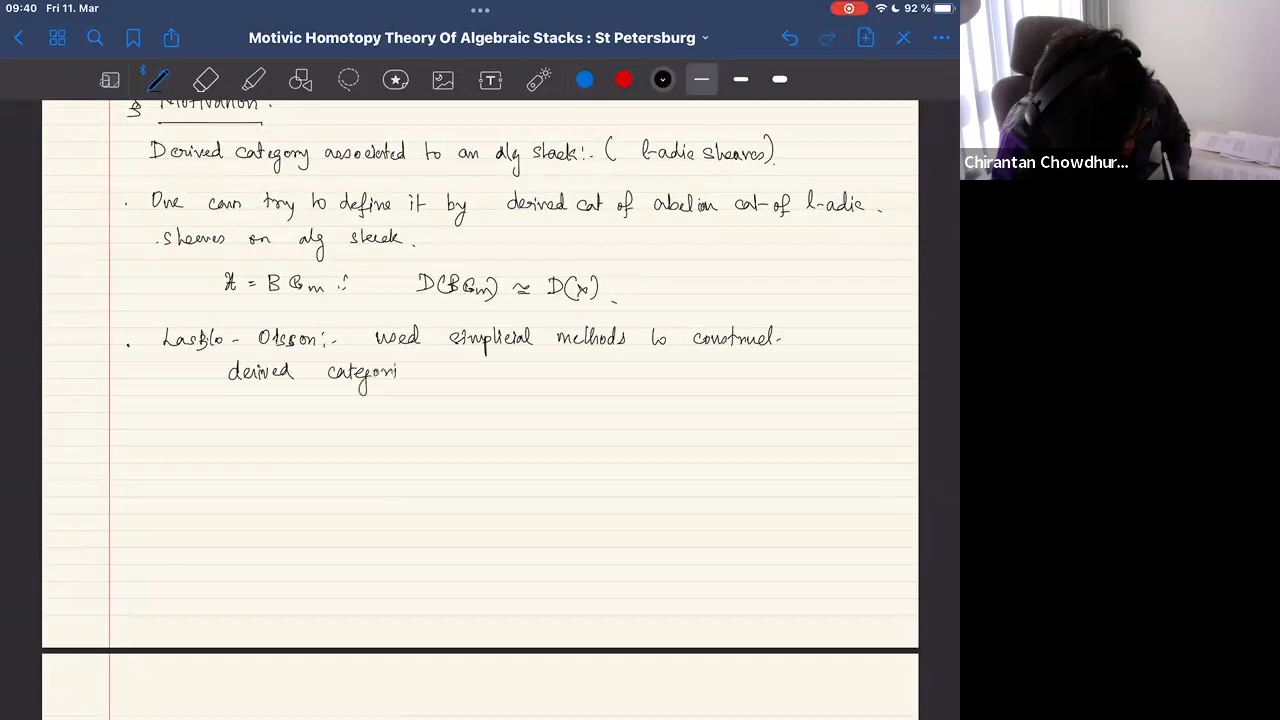 09:40 Fri 11. Mar
92 %
Motivic Homotopy Theory Of Algebraic Stacks : St Petersburg
§ Motivation :
Derived category associated to an alg stack:- ( l-adic sheaves)
. One can try to define it by derived cat of abelian cat of l-adic
sheaves on alg stack.
X = BGm :- D(BGm) ≃ D(*)
. Laszlo - Olsson:- used simplicial methods to construct
derived categori
Chirantan Chowdhur...